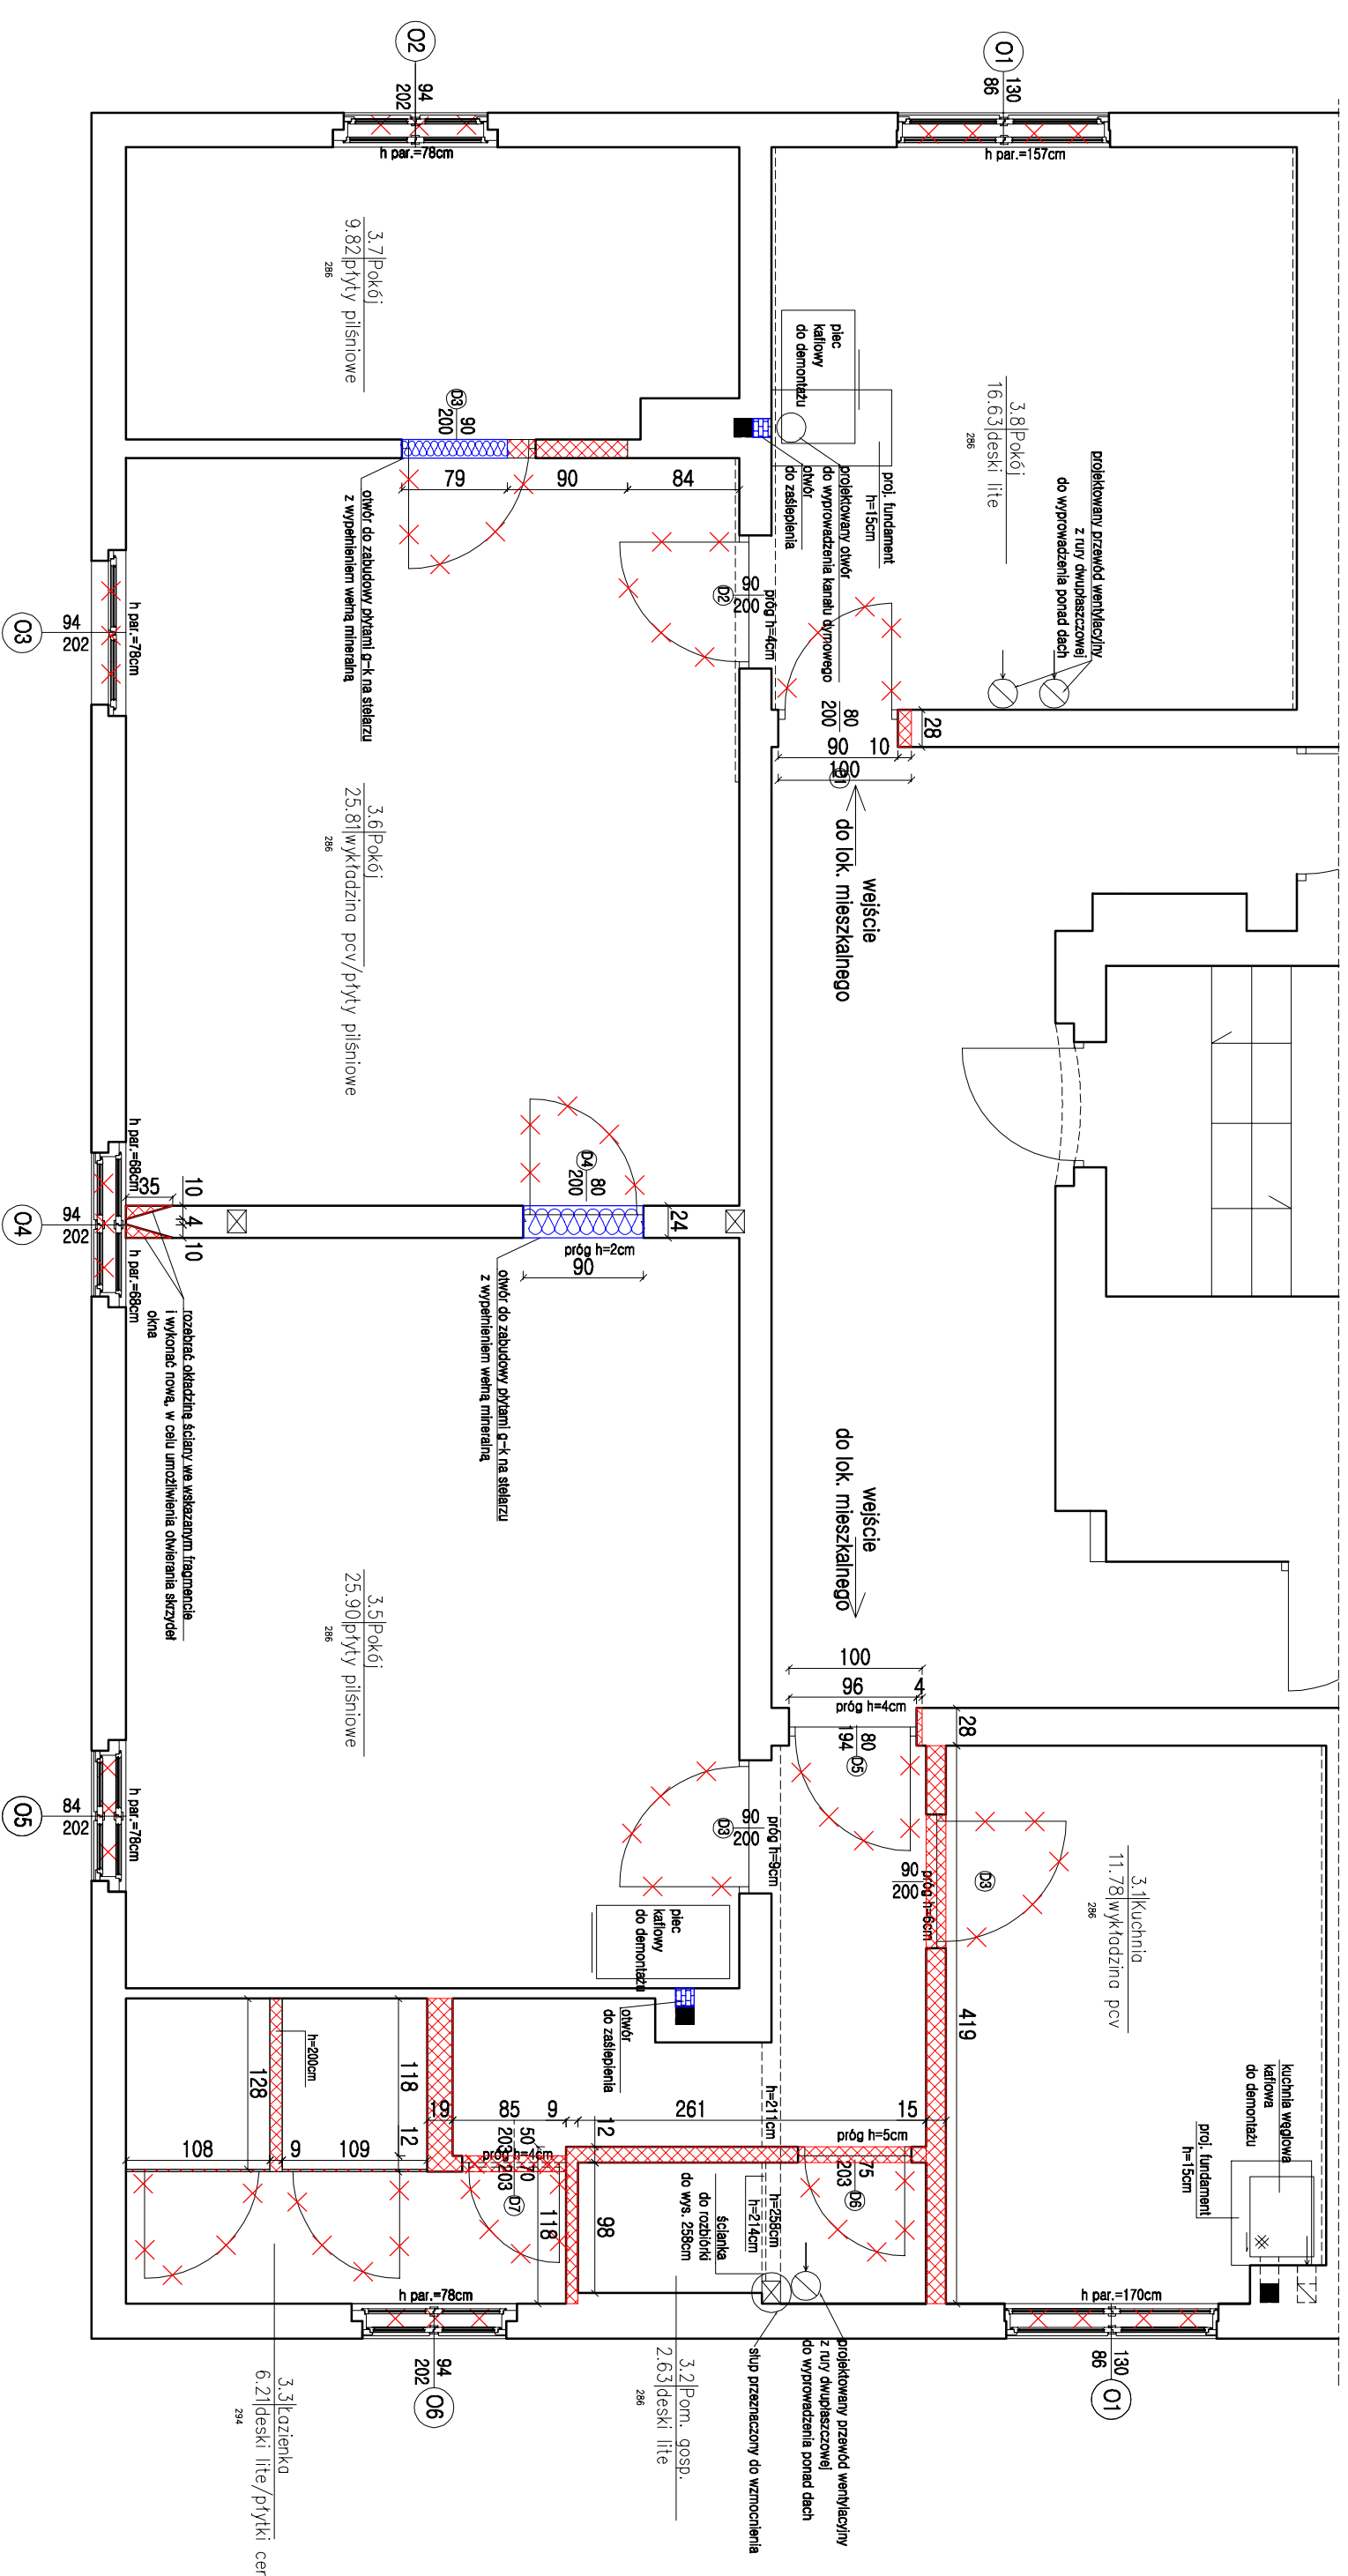 O2
94
202
h par.=78cm
O1
130
86
h par.=157cm
3.7 Pokój
9.82 płyty pilśniowe
286
3.8 Pokój
16.63 deski lite
286
piec
kaflowy
do demontażu
proj. fundament
h=15cm
projektowany otwór
do wyprowadzenia kanału dymowego
otwór
do zaślepienia
projektowany przewód wentylacyjny
z rury dwupłaszczowej
do wyprowadzenia ponad dach
D3
90
200
79
90
84
otwór do zabudowy płytami g-k na stelarzu
z wypełnieniem wełną mineralną
D2
90
200
próg h=4cm
80
200
28
90
10
100
D1
wejście
do lok. mieszkalnego
O3
94
202
h par.=78cm
3.6 Pokój
25.81 wykładzina pcv/płyty pilśniowe
286
D4
80
200
24
próg h=2cm
90
otwór do zabudowy płytami g-k na stelarzu
z wypełnieniem wełną mineralną
h par.=68cm
35
10
4
10
O4
94
202
h par.=68cm
rozebrać okładzinę ściany we wskazanym fragmencie
i wykonać nową, w celu umożliwienia otwierania skrzydeł
okna
wejście
do lok. mieszkalnego
3.5 Pokój
25.90 płyty pilśniowe
286
O5
84
202
h par.=78cm
100
96
4
próg h=4cm
28
80
194
D5
D3
90
200
próg h=9cm
90
200
próg h=6cm
D3
3.1 Kuchnia
11.78 wykładzina pcv
286
419
piec
kaflowy
do demontażu
otwór
do zaślepienia
kuchnia węglowa
kaflowa
do demontażu
proj. fundament
h=15cm
h=200cm
128
118
12
108
9
109
19
85
9
261
15
12
h=211cm
próg h=5cm
50
203
70
203
próg h=4cm
D7
118
98
75
203
D6
h=258cm
h=214cm
ścianka
do rozbiórki
do wys. 258cm
h par.=78cm
O6
94
202
h par.=170cm
O1
130
86
projektowany przewód wentylacyjny
z rury dwupłaszczowej
do wyprowadzenia ponad dach
słup przeznaczony do wzmocnienia
3.2 Pom. gosp.
2.63 deski lite
286
3.3 Łazienka
6.21 deski lite/płytki cer
294